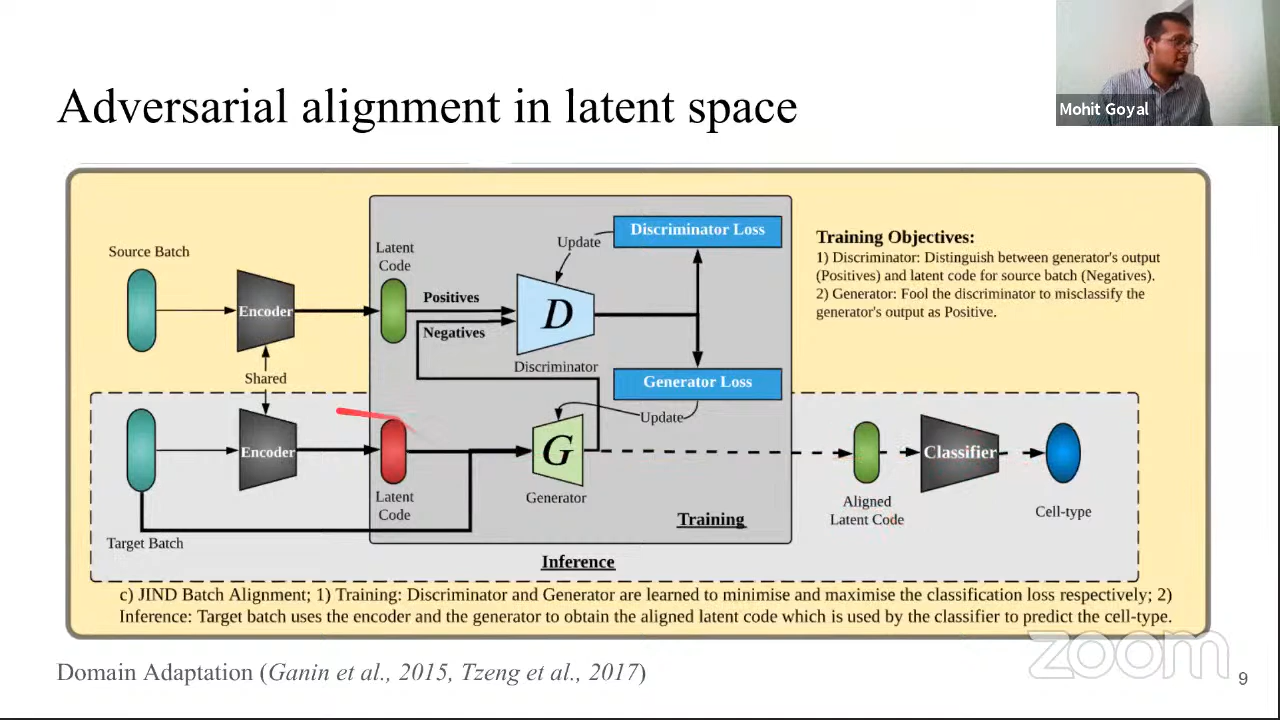 Mohit Goyal
Adversarial alignment in latent space
Source Batch
Encoder
Latent
Code
Positives
Negatives
Update
D
Discriminator
Discriminator Loss
Generator Loss
Update
Training Objectives:
1) Discriminator: Distinguish between generator's output
(Positives) and latent code for source batch (Negatives).
2) Generator: Fool the discriminator to misclassify the
generator's output as Positive.
Shared
Encoder
Target Batch
Latent
Code
G
Generator
Training
Inference
Aligned
Latent Code
Classifier
Cell-type
c) JIND Batch Alignment; 1) Training: Discriminator and Generator are learned to minimise and maximise the classification loss respectively; 2)
Inference: Target batch uses the encoder and the generator to obtain the aligned latent code which is used by the classifier to predict the cell-type.
Domain Adaptation (Ganin et al., 2015, Tzeng et al., 2017)
zoom
9